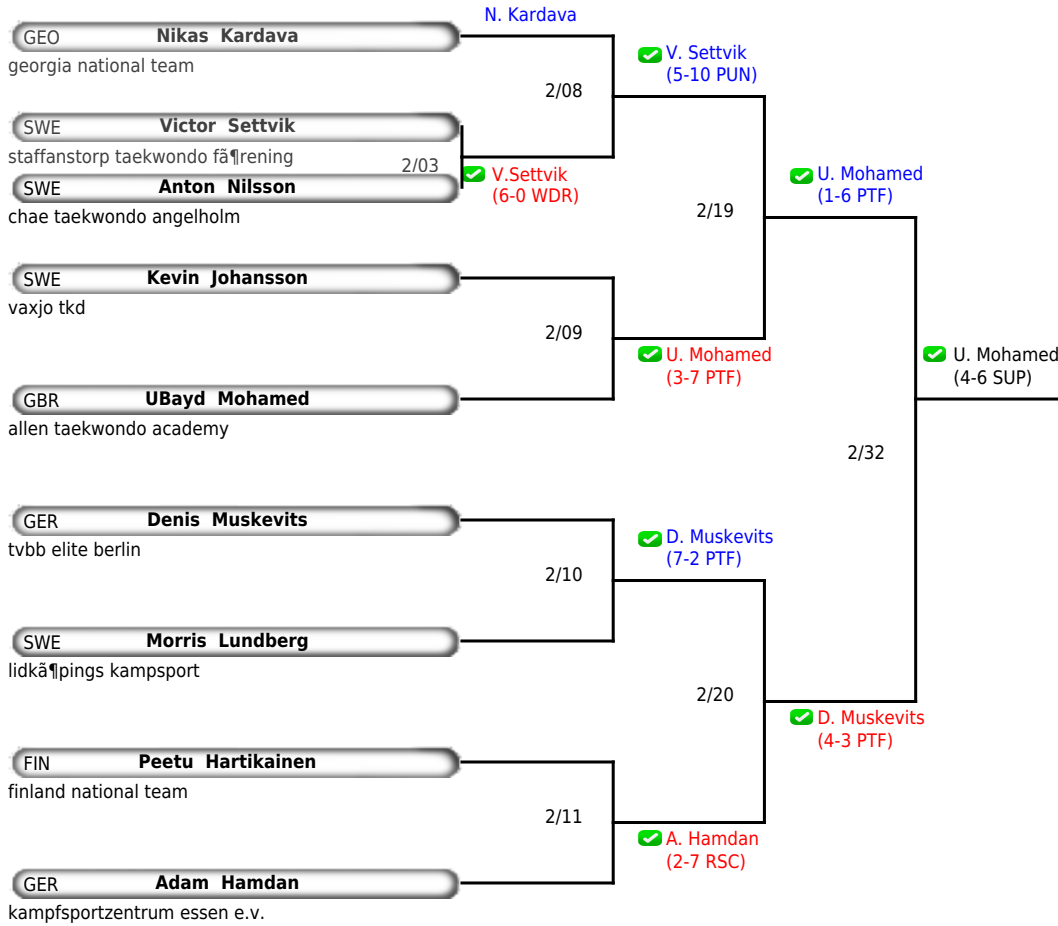 N. Kardava
GEO Nikas Kardava
georgia national team
V. Settvik
(5-10 PUN)
2/08
SWE Victor Settvik
staffanstorp taekwondo fã¶rening
2/03
V.Settvik
(6-0 WDR)
SWE Anton Nilsson
chae taekwondo angelholm
U. Mohamed
(1-6 PTF)
2/19
SWE Kevin Johansson
vaxjo tkd
2/09
U. Mohamed
(3-7 PTF)
U. Mohamed
(4-6 SUP)
GBR UBayd Mohamed
allen taekwondo academy
2/32
GER Denis Muskevits
tvbb elite berlin
D. Muskevits
(7-2 PTF)
2/10
SWE Morris Lundberg
lidkã¶pings kampsport
2/20
D. Muskevits
(4-3 PTF)
FIN Peetu Hartikainen
finland national team
2/11
A. Hamdan
(2-7 RSC)
GER Adam Hamdan
kampfsportzentrum essen e.v.